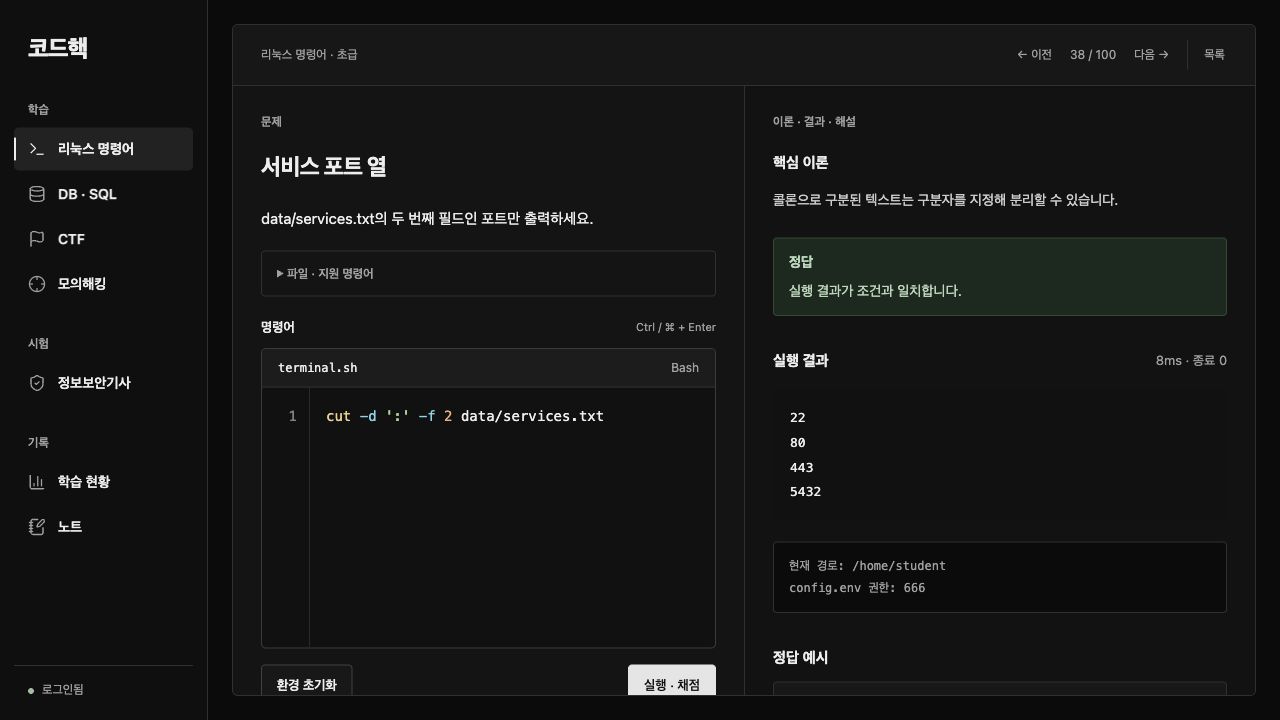 코드핵
학습
리눅스 명령어
DB · SQL
CTF
모의해킹
시험
정보보안기사
기록
학습 현황
노트
로그인됨
리눅스 명령어 · 초급
← 이전 38 / 100 다음 → 목록
문제
서비스 포트 열
data/services.txt의 두 번째 필드인 포트만 출력하세요.
▶ 파일 · 지원 명령어
명령어 Ctrl / ⌘ + Enter
terminal.sh Bash
1 cut -d ':' -f 2 data/services.txt
환경 초기화 실행 · 채점
이론 · 결과 · 해설
핵심 이론
콜론으로 구분된 텍스트는 구분자를 지정해 분리할 수 있습니다.
정답
실행 결과가 조건과 일치합니다.
실행 결과 8ms · 종료 0
22
80
443
5432
현재 경로: /home/student
config.env 권한: 666
정답 예시